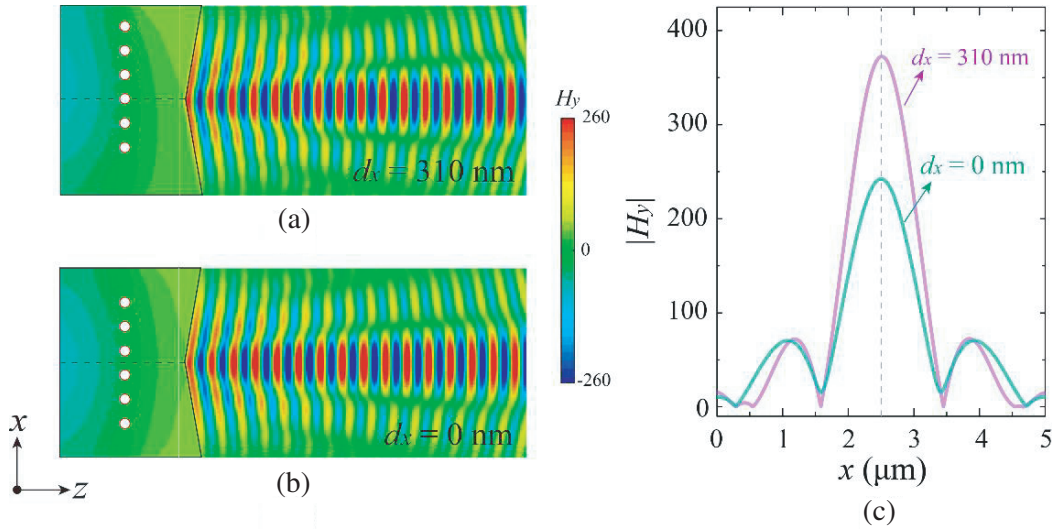 Hy
260
0
-260
dx = 310 nm
(a)
dx = 0 nm
(b)
x
z
400
300
200
100
0
|Hy|
dx = 310 nm
dx = 0 nm
0 1 2 3 4 5
x (μm)
(c)